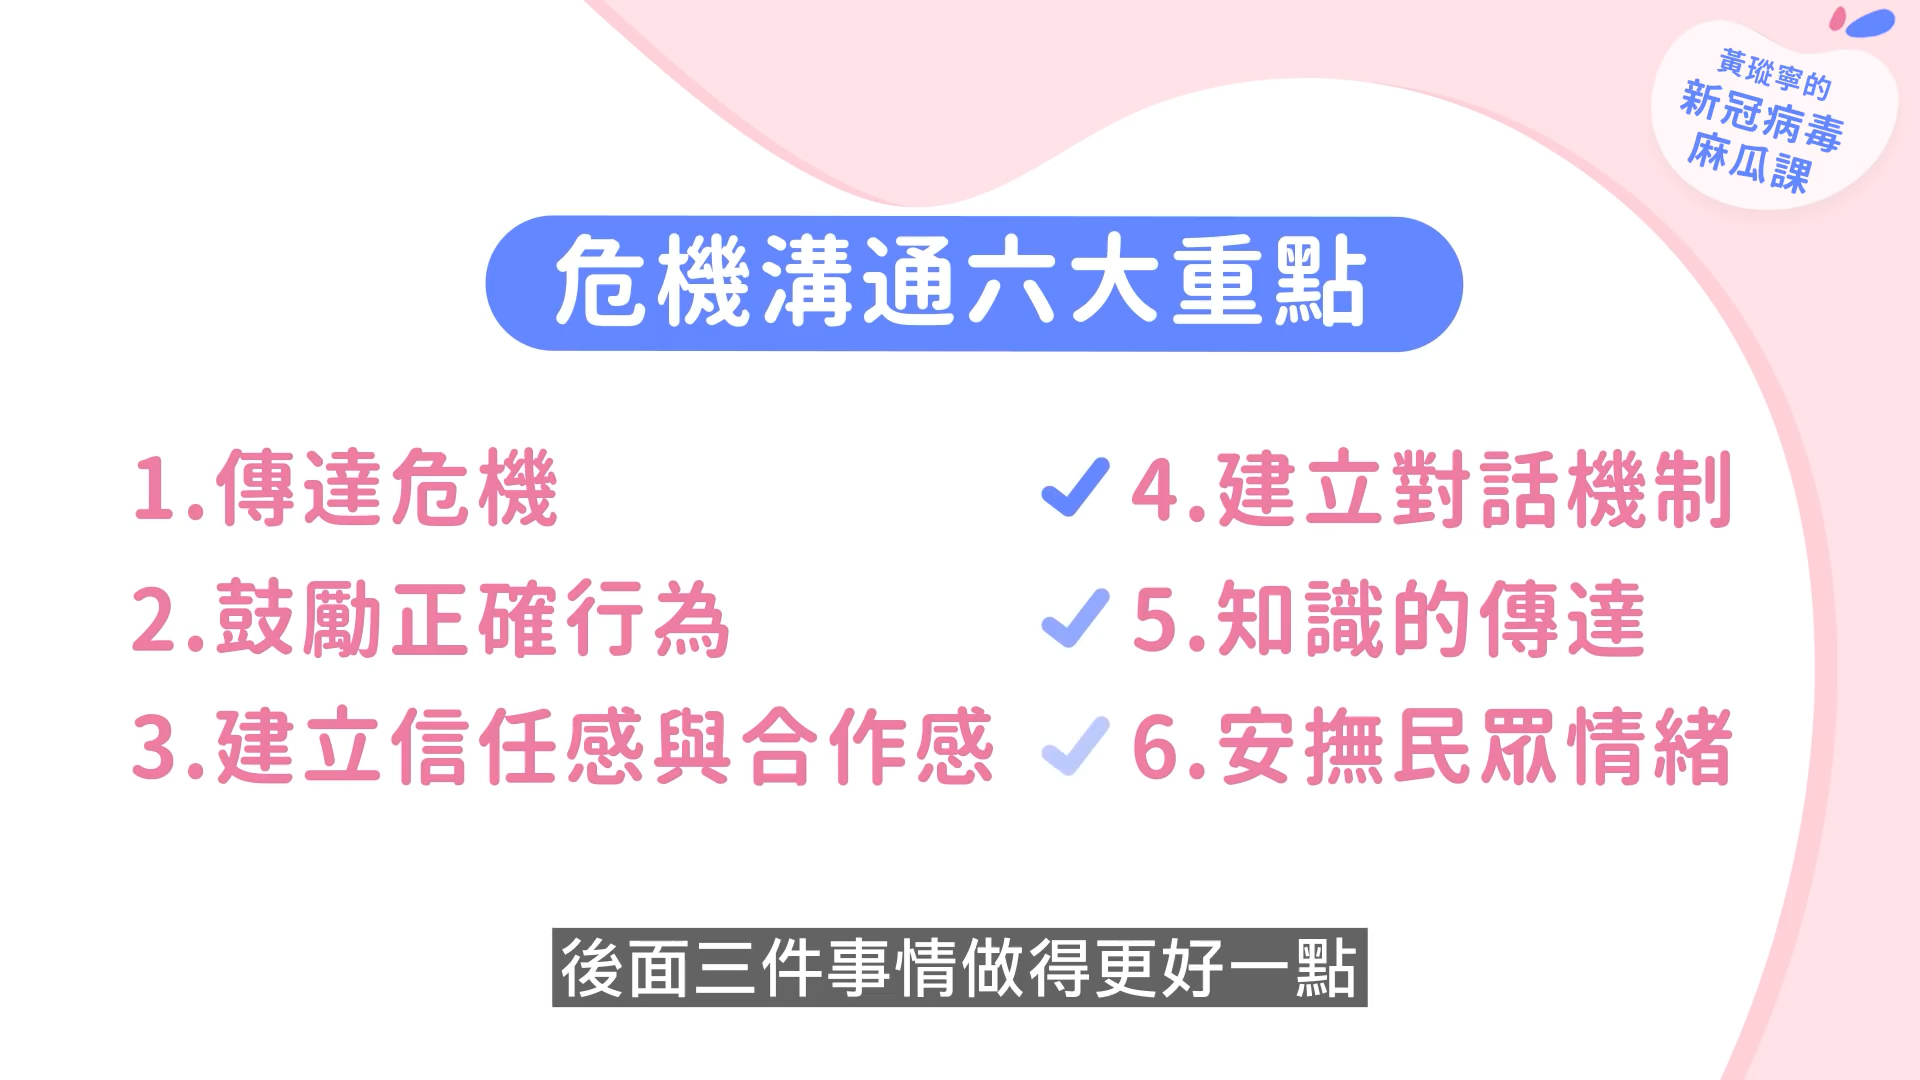 黃瑽寧的
新冠病毒
麻瓜課
危機溝通六大重點
1.傳達危機
2.鼓勵正確行為
3.建立信任感與合作感
4.建立對話機制
5.知識的傳達
6.安撫民眾情緒
後面三件事情做得更好一點